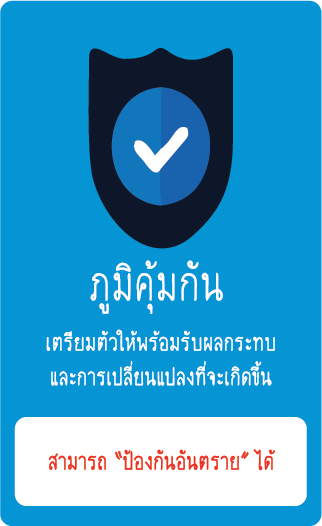 ภูมิคุ้มกัน
เตรียมตัวให้พร้อมรับผลกระทบ
และการเปลี่ยนแปลงที่จะเกิดขึ้น
สามารถ “ป้องกันอันตราย” ได้